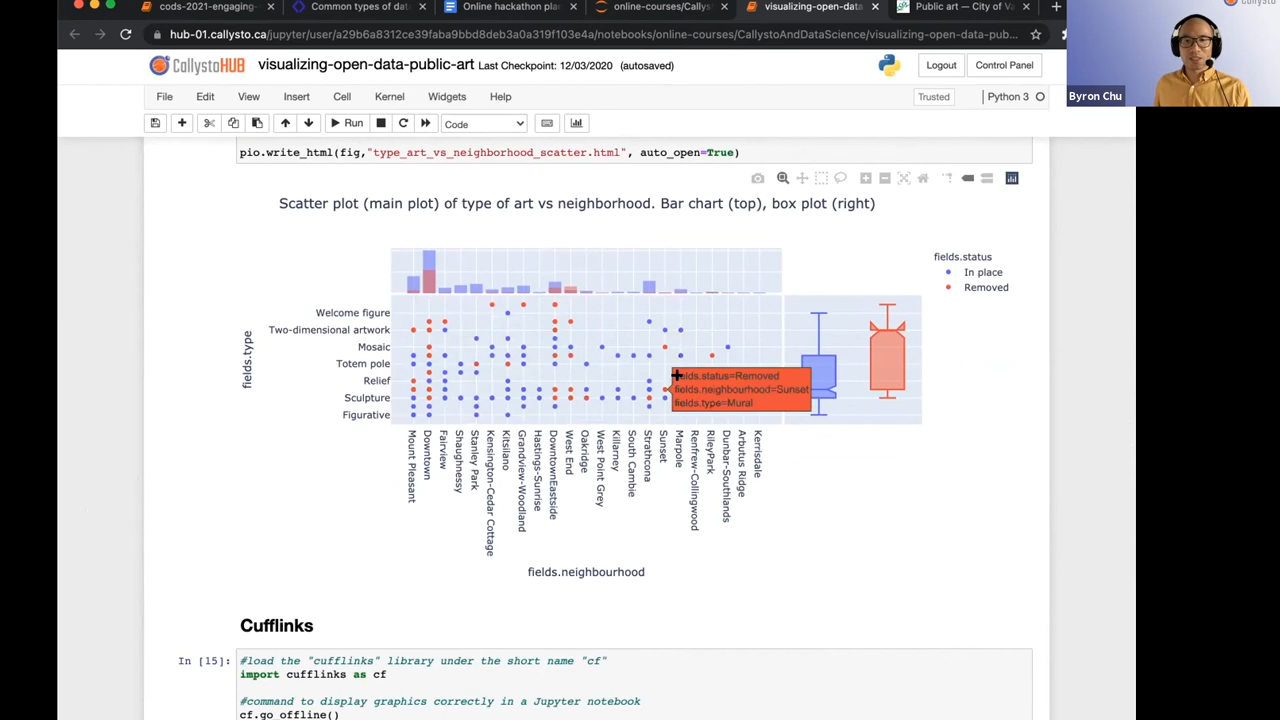 cods-2021-engaging-
Common types of dat
Online hackathon pla
online-courses/Callys
visualizing-open-data
Public art — City of Va
CallystoHUB
hub-01.callysto.ca/jupyter/user/a29b6a8312ce39faba9bbd8deb3a0a319f103e4a/notebooks/online-courses/CallystoAndDataScience/visualizing-open-data-pub...
Byron Chu
CallystoHUB
visualizing-open-data-public-art Last Checkpoint: 12/03/2020 (autosaved)
Logout
Control Panel
File Edit View Insert Cell Kernel Widgets Help
Trusted
Python 3
Run
Code
pio.write_html(fig,"type_art_vs_neighborhood_scatter.html", auto_open=True)
Scatter plot (main plot) of type of art vs neighborhood. Bar chart (top), box plot (right)
fields.status
In place
Removed
fields.type
Welcome figure
Two-dimensional artwork
Mosaic
Totem pole
Relief
Sculpture
Figurative
fields.status=Removed
fields.neighbourhood=Sunset
fields.type=Mural
Mount Pleasant
Downtown
Fairview
Shaughnessy
Stanley Park
Kensington-Cedar Cottage
Kitsilano
Grandview-Woodland
Hastings-Sunrise
DowntownEastside
West End
Oakridge
West Point Grey
Killarney
South Cambie
Strathcona
Sunset
Marpole
Renfrew-Collingwood
RileyPark
Dunbar-Southlands
Arbutus Ridge
Kerrisdale
fields.neighbourhood
Cufflinks
In [15]:
#load the "cufflinks" library under the short name "cf"
import cufflinks as cf
#command to display graphics correctly in a Jupyter notebook
cf.go_offline()